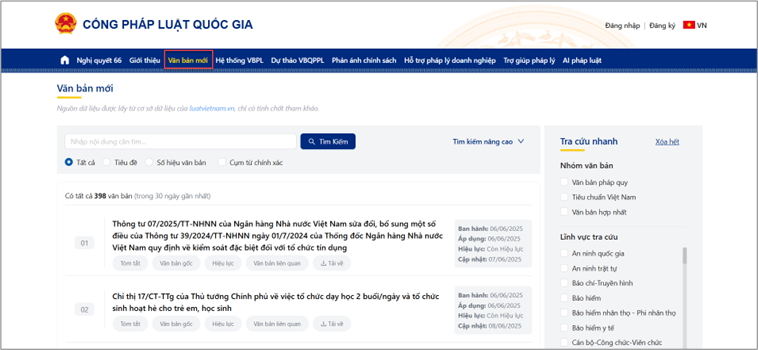 CỔNG PHÁP LUẬT QUỐC GIA
Đăng nhập | Đăng ký VN
Nghị quyết 66 Giới thiệu Văn bản mới Hệ thống VBPL Dự thảo VBQPPL Phản ánh chính sách Hỗ trợ pháp lý doanh nghiệp Trợ giúp pháp lý AI pháp luật
Văn bản mới
Nguồn dữ liệu được lấy từ cơ sở dữ liệu của luatvietnam.vn, chỉ có tính chất tham khảo.
Nhập nội dung cần tìm... Tìm Kiếm Tìm kiếm nâng cao
Tất cả Tiêu đề Số hiệu văn bản Cụm từ chính xác
Có tất cả 398 văn bản (trong 30 ngày gần nhất)
01
Thông tư 07/2025/TT-NHNN của Ngân hàng Nhà nước Việt Nam sửa đổi, bổ sung một số
điều của Thông tư 39/2024/TT-NHNN ngày 01/7/2024 của Thống đốc Ngân hàng Nhà nước
Việt Nam quy định về kiểm soát đặc biệt đối với tổ chức tín dụng
Tóm tắt Văn bản gốc Hiệu lực Văn bản liên quan Tải về
Ban hành: 06/06/2025
Áp dụng: 06/06/2025
Hiệu lực: Còn Hiệu lực
Cập nhật: 07/06/2025
02
Chỉ thị 17/CT-TTg của Thủ tướng Chính phủ về việc tổ chức dạy học 2 buổi/ngày và tổ chức
sinh hoạt hè cho trẻ em, học sinh
Tóm tắt Văn bản gốc Hiệu lực Văn bản liên quan Tải về
Ban hành: 06/06/2025
Áp dụng: 06/06/2025
Hiệu lực: Còn Hiệu lực
Cập nhật: 08/06/2025
Tra cứu nhanh Xóa hết
Nhóm văn bản
Văn bản pháp quy
Tiêu chuẩn Việt Nam
Văn bản hợp nhất
Lĩnh vực tra cứu
An ninh quốc gia
An ninh trật tự
Báo chí-Truyền hình
Bảo hiểm
Bảo hiểm nhân thọ - Phi nhân thọ
Bảo hiểm y tế
Cán bộ-Công chức-Viên chức